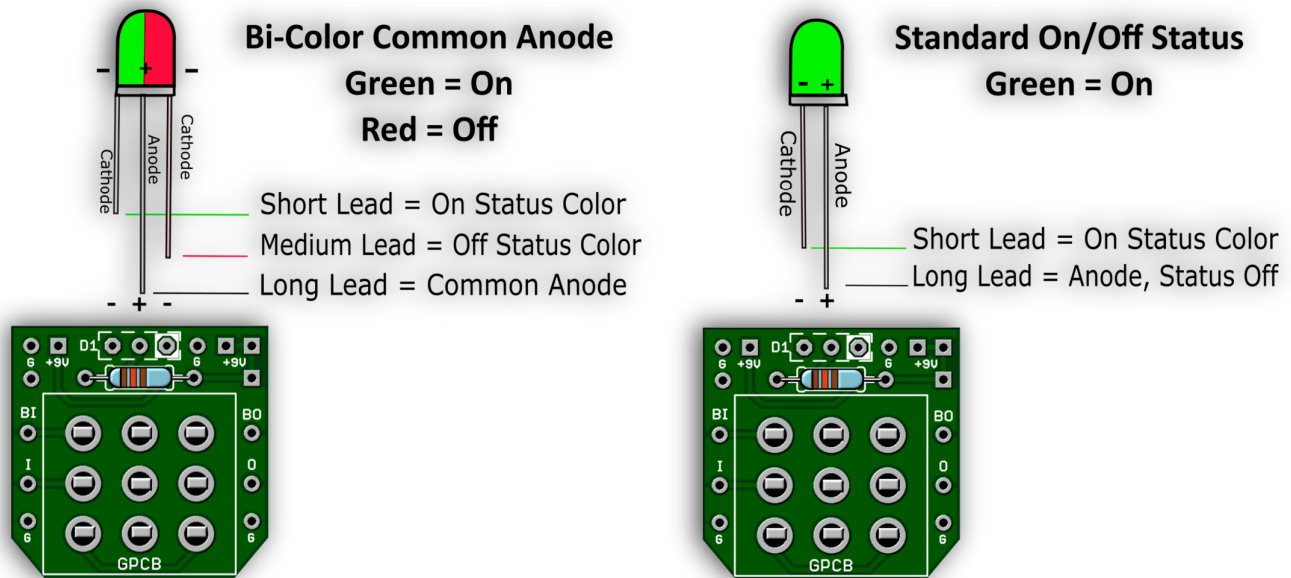 Bi-Color Common Anode
Green = On
Red = Off
- + -
Cathode
Anode
Cathode
Short Lead = On Status Color
Medium Lead = Off Status Color
Long Lead = Common Anode
- + -
D1
G +9V G +9V
BI BO
I O
G G
GPCB
Standard On/Off Status
Green = On
- +
Cathode
Anode
Short Lead = On Status Color
Long Lead = Anode, Status Off
- +
D1
G +9V G +9V
BI BO
I O
G G
GPCB